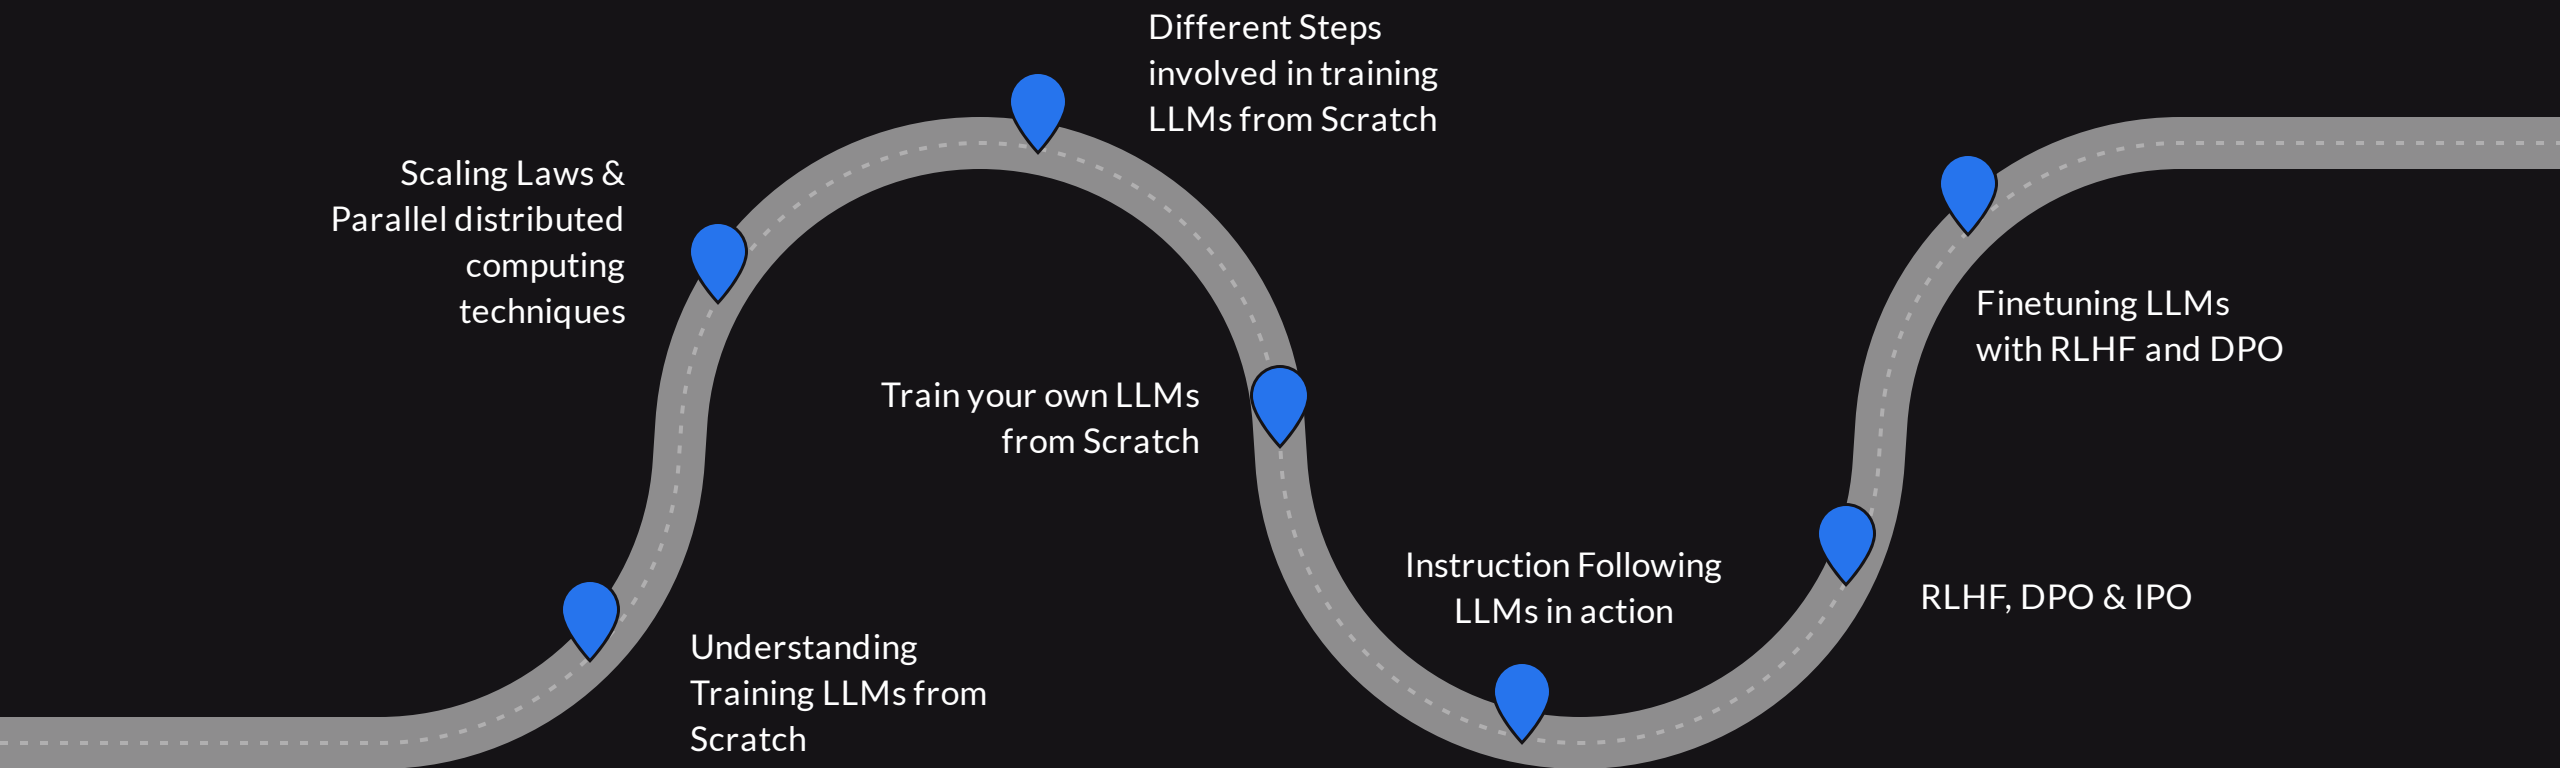 Understanding
Training LLMs from
Scratch
Scaling Laws &
Parallel distributed
computing
techniques
Different Steps
involved in training
LLMs from Scratch
Train your own LLMs
from Scratch
Instruction Following
LLMs in action
RLHF, DPO & IPO
Finetuning LLMs
with RLHF and DPO